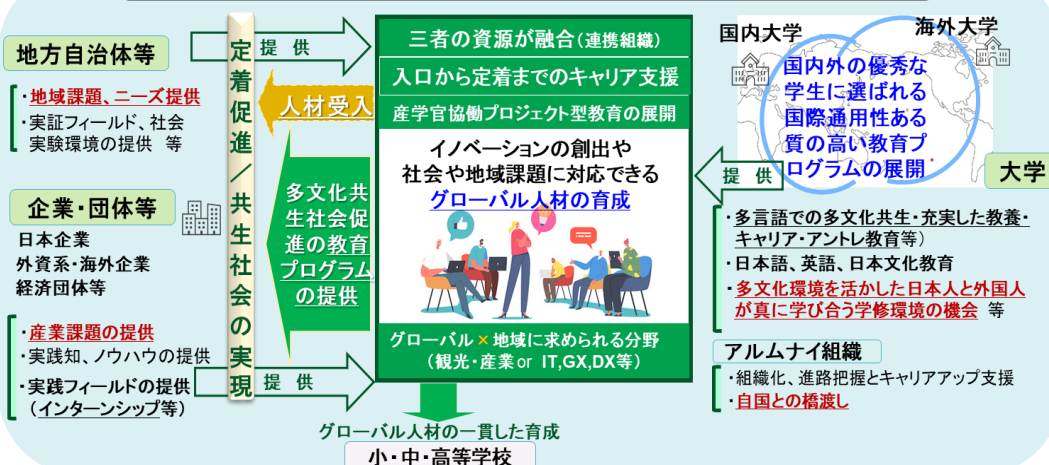 地方自治体等
・地域課題、ニーズ提供
・実証フィールド、社会
実験環境の提供 等
企業・団体等
日本企業
外資系・海外企業
経済団体等
・産業課題の提供
・実践知、ノウハウの提供
・実践フィールドの提供
（インターンシップ等）
定着促進／共生社会の実現
提 供
人材受入
多文化共
生社会促
進の教育
プログラム
の提供
提 供
三者の資源が融合（連携組織）
入口から定着までのキャリア支援
産学官協働プロジェクト型教育の展開
イノベーションの創出や
社会や地域課題に対応できる
グローバル人材の育成
グローバル×地域に求められる分野
（観光・産業or IT,GX,DX等）
グローバル人材の一貫した育成
小・中・高等学校
国内大学
海外大学
国内外の優秀な
学生に選ばれる
国際通用性ある
質の高い教育プ
ログラムの展開
提 供
大学
・多言語での多文化共生・充実した教養・
キャリア・アントレ教育等）
・日本語、英語、日本文化教育
・多文化環境を活かした日本人と外国人
が真に学び合う学修環境の機会 等
アルムナイ組織
・組織化、進路把握とキャリアアップ支援
・自国との橋渡し